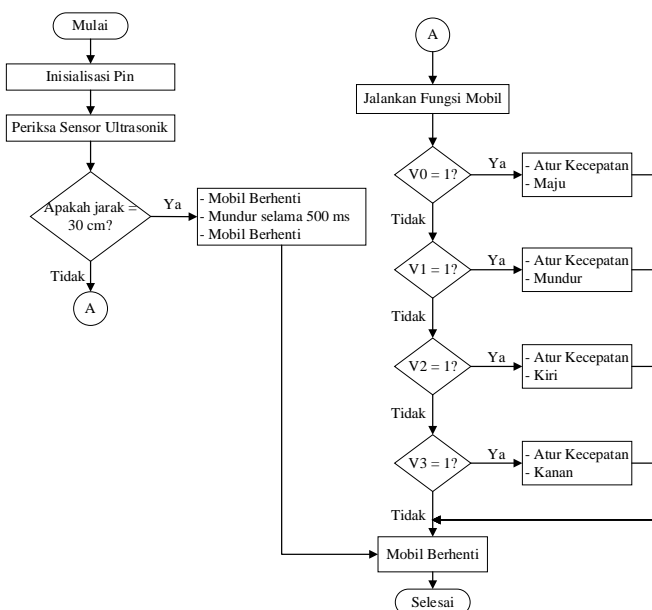 Mulai
Inisialisasi Pin
Periksa Sensor Ultrasonik
Apakah jarak =
30 cm?
Ya
- Mobil Berhenti
- Mundur selama 500 ms
- Mobil Berhenti
Tidak
A
A
Jalankan Fungsi Mobil
V0 = 1?
Ya
- Atur Kecepatan
- Maju
Tidak
V1 = 1?
Ya
- Atur Kecepatan
- Mundur
Tidak
V2 = 1?
Ya
- Atur Kecepatan
- Kiri
Tidak
V3 = 1?
Ya
- Atur Kecepatan
- Kanan
Tidak
Mobil Berhenti
Selesai